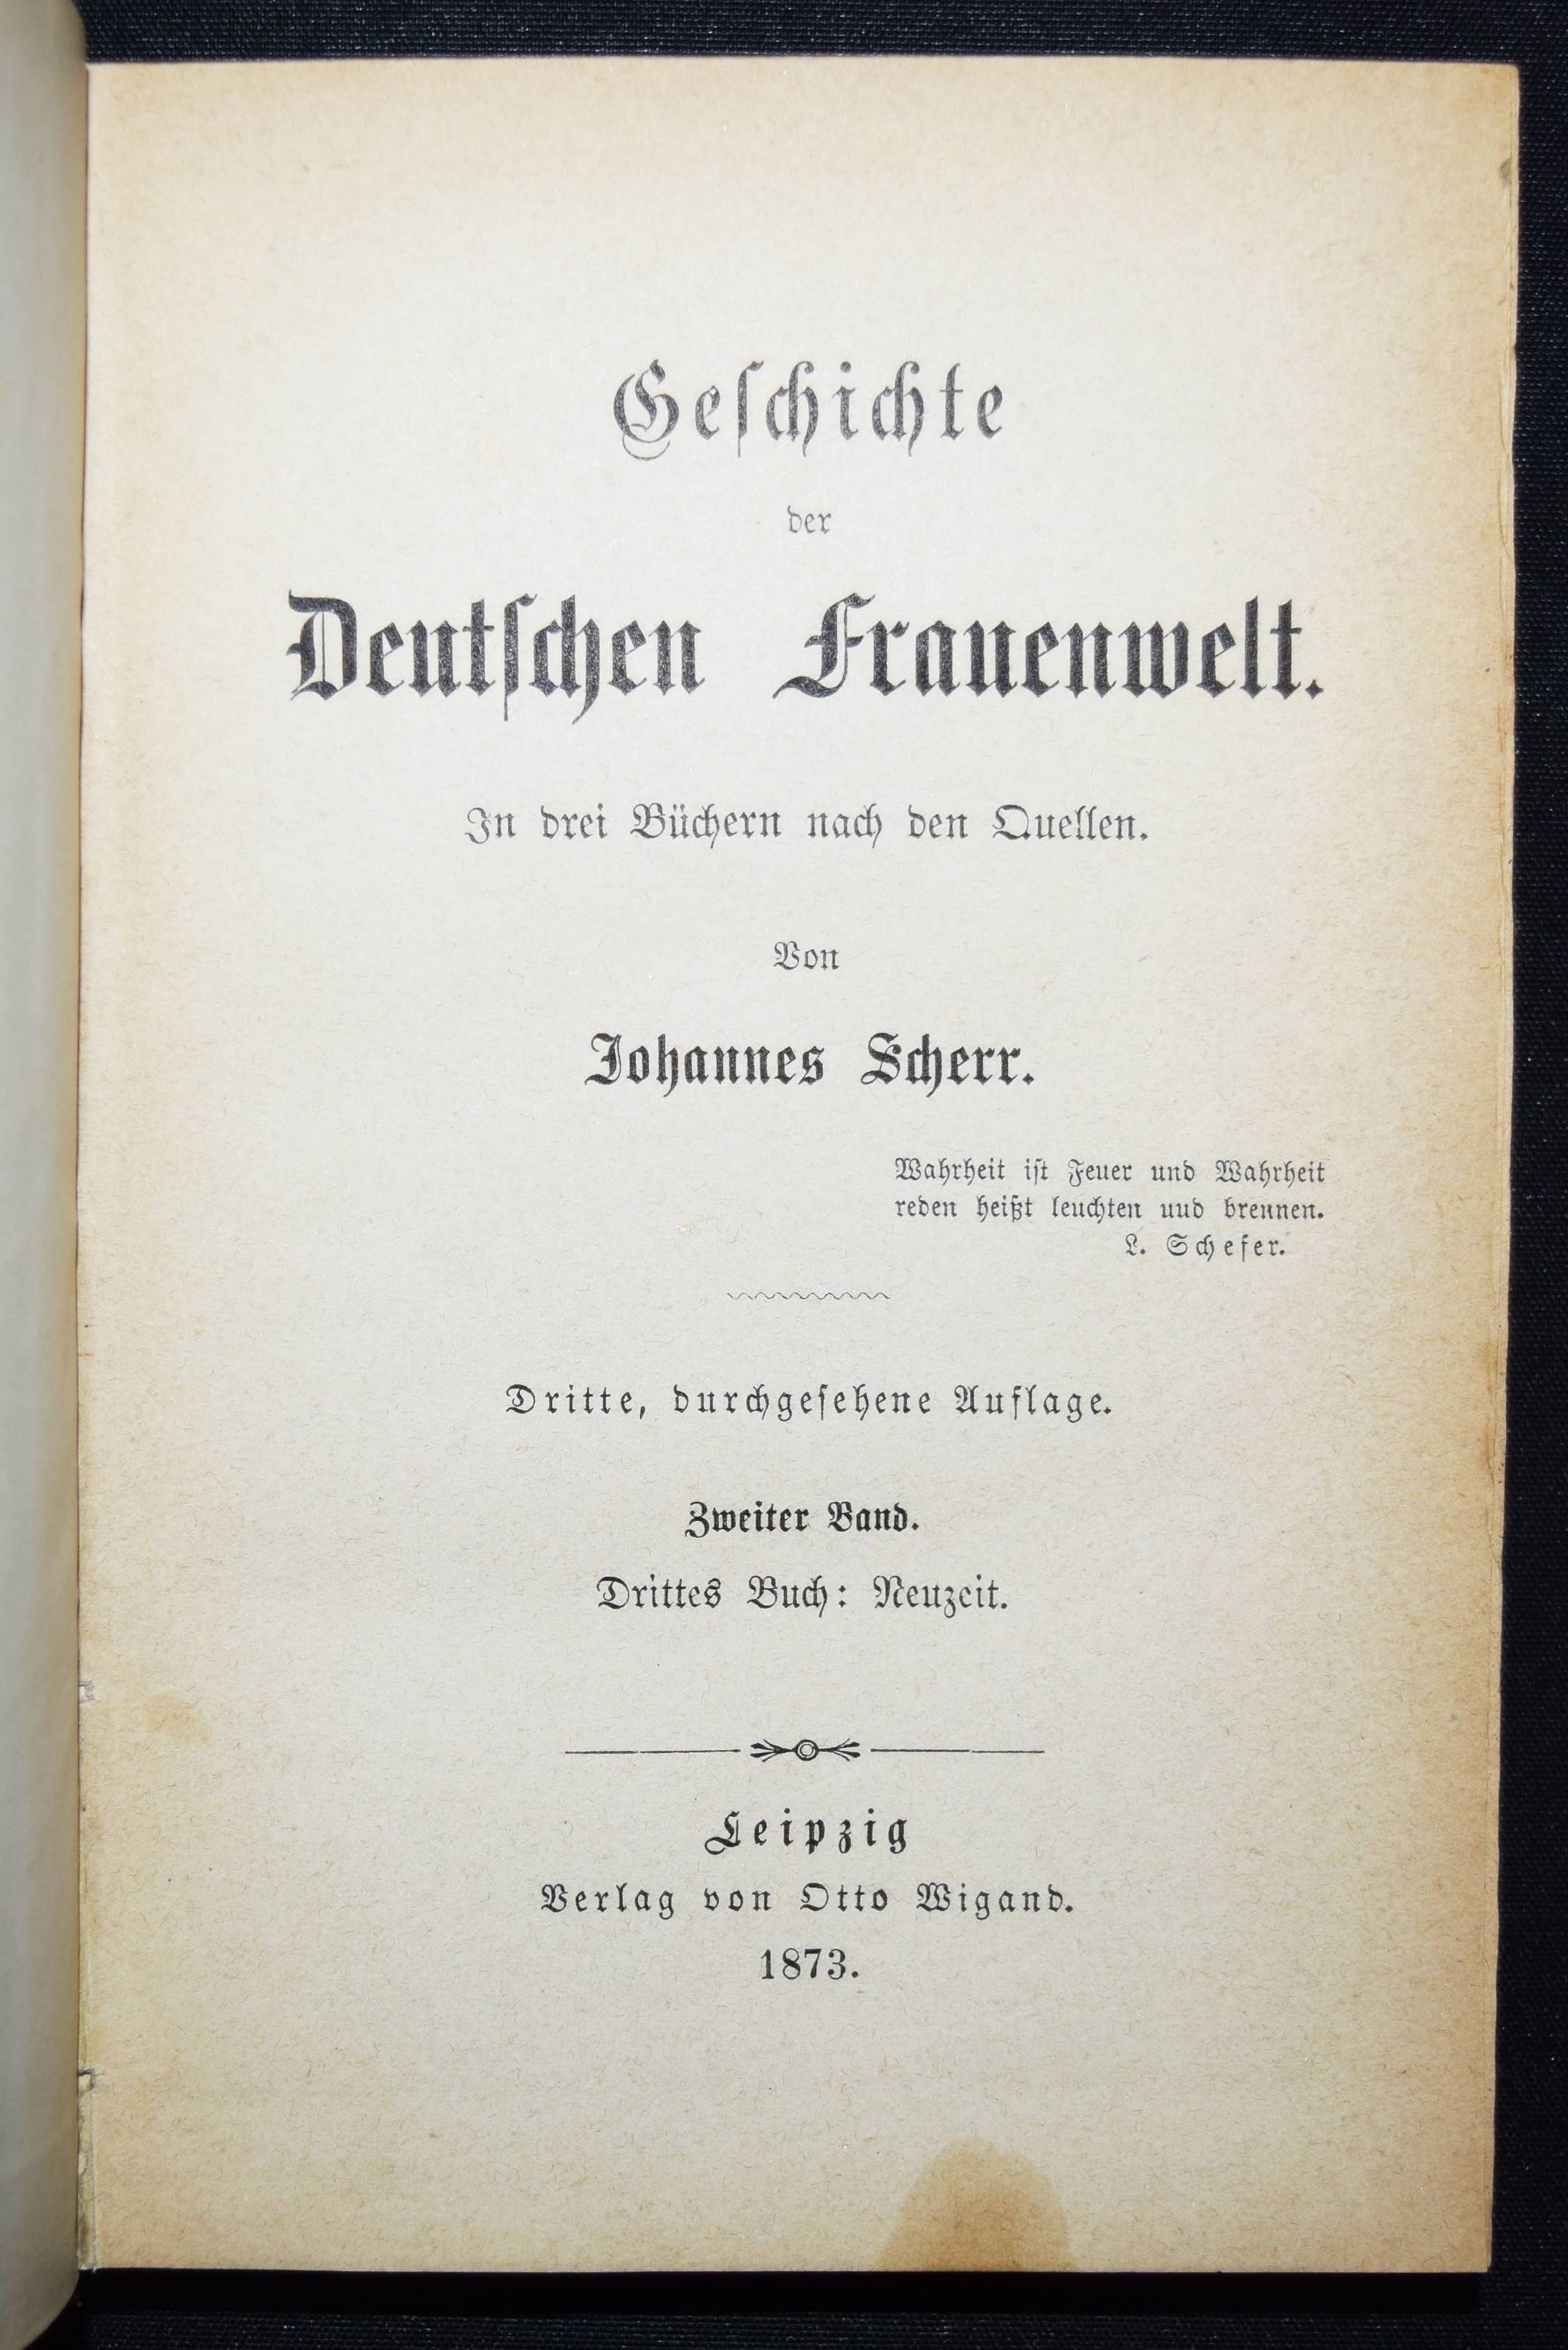 Geſchichte
der
Deutſchen Frauenwelt.
In drei Büchern nach den Quellen.
Von
Johannes Scherr.
Wahrheit iſt Feuer und Wahrheit
reden heißt leuchten uud brennen.
L. Schefer.
Dritte, durchgeſehene Auflage.
Zweiter Band.
Drittes Buch: Neuzeit.
Leipzig
Verlag von Otto Wigand.
1873.